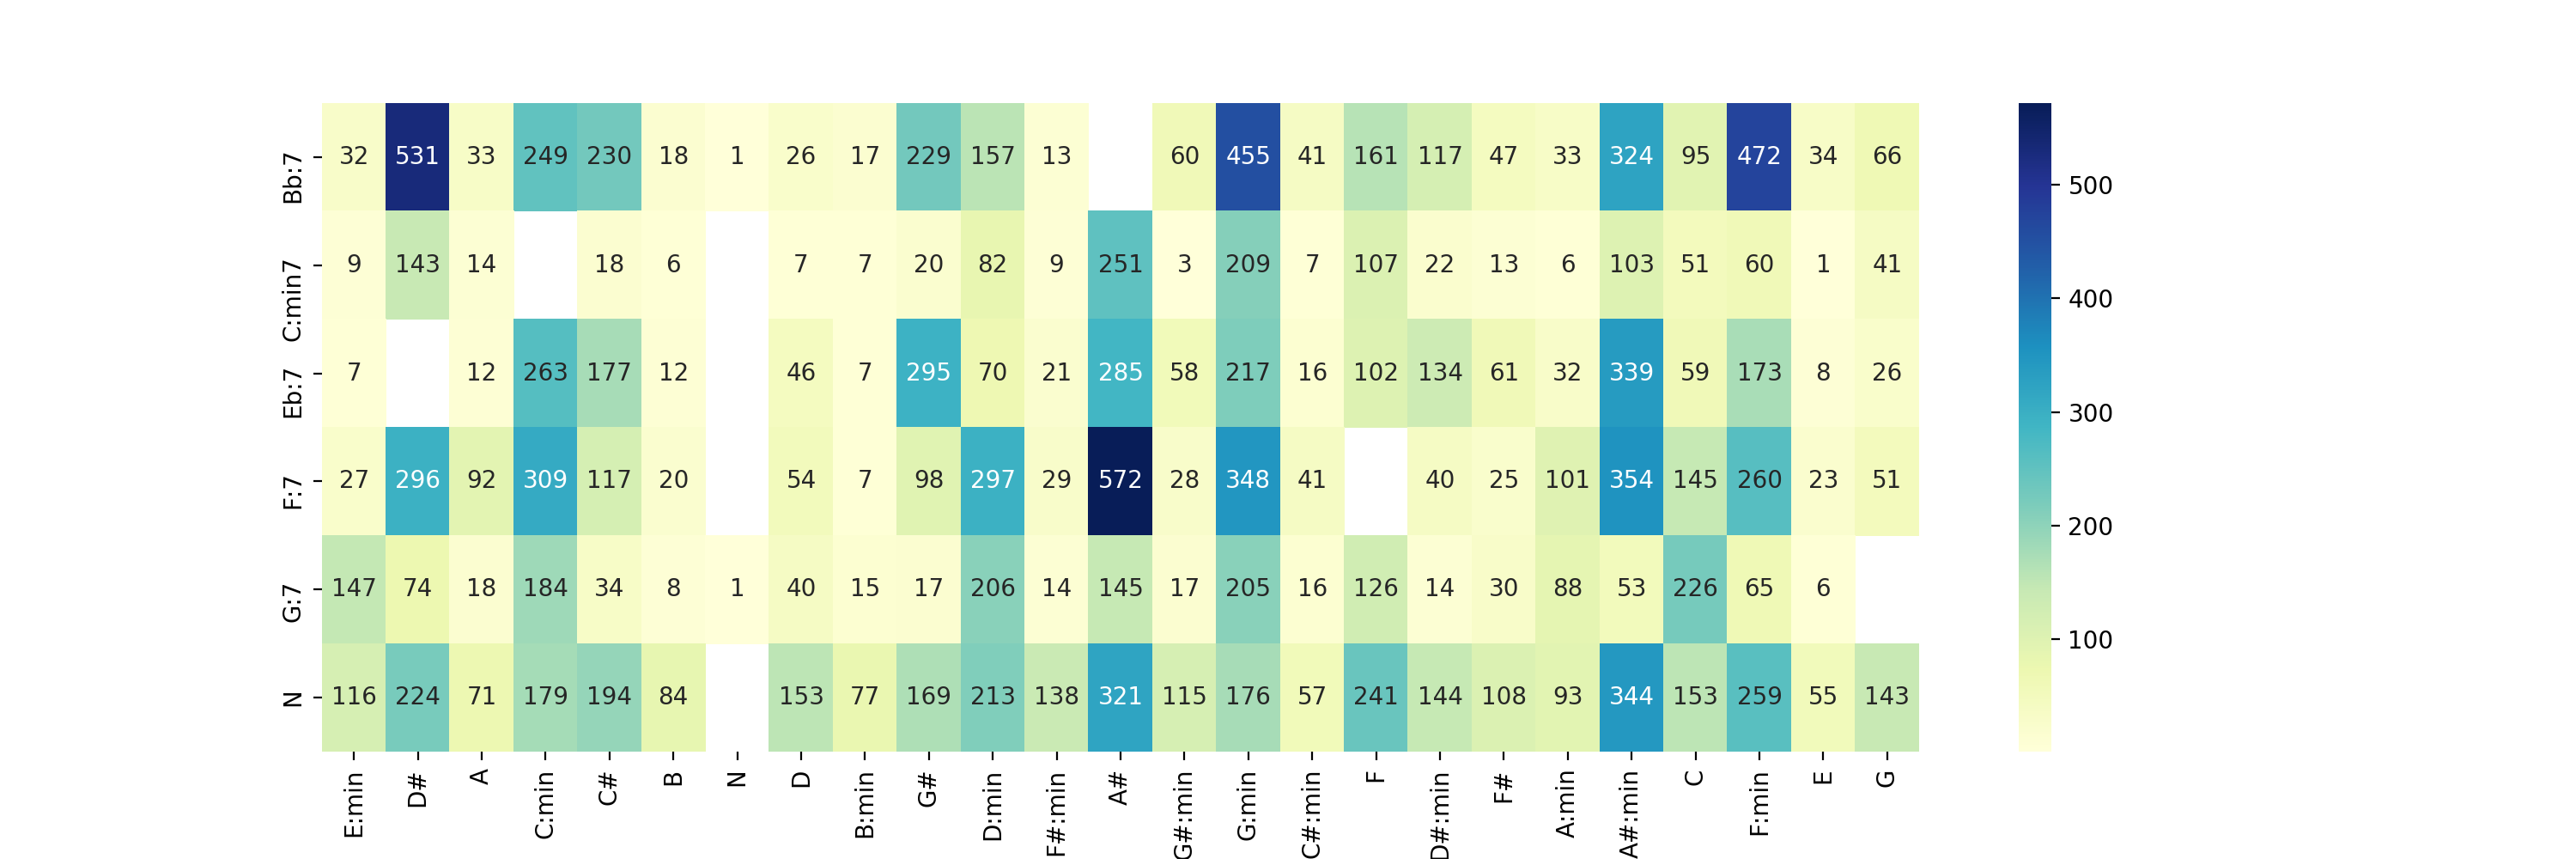 Bb:7 32 531 33 249 230 18 1 26 17 229 157 13 60 455 41 161 117 47 33 324 95 472 34 66
C:min7 9 143 14 18 6 7 7 20 82 9 251 3 209 7 107 22 13 6 103 51 60 1 41
Eb:7 7 12 263 177 12 46 7 295 70 21 285 58 217 16 102 134 61 32 339 59 173 8 26
F:7 27 296 92 309 117 20 54 7 98 297 29 572 28 348 41 40 25 101 354 145 260 23 51
G:7 147 74 18 184 34 8 1 40 15 17 206 14 145 17 205 16 126 14 30 88 53 226 65 6
N 116 224 71 179 194 84 153 77 169 213 138 321 115 176 57 241 144 108 93 344 153 259 55 143
E:min D# A C:min C# B N D B:min G# D:min F#:min A# G#:min G:min C#:min F D#:min F# A:min A#:min C F:min E G
500
400
300
200
100